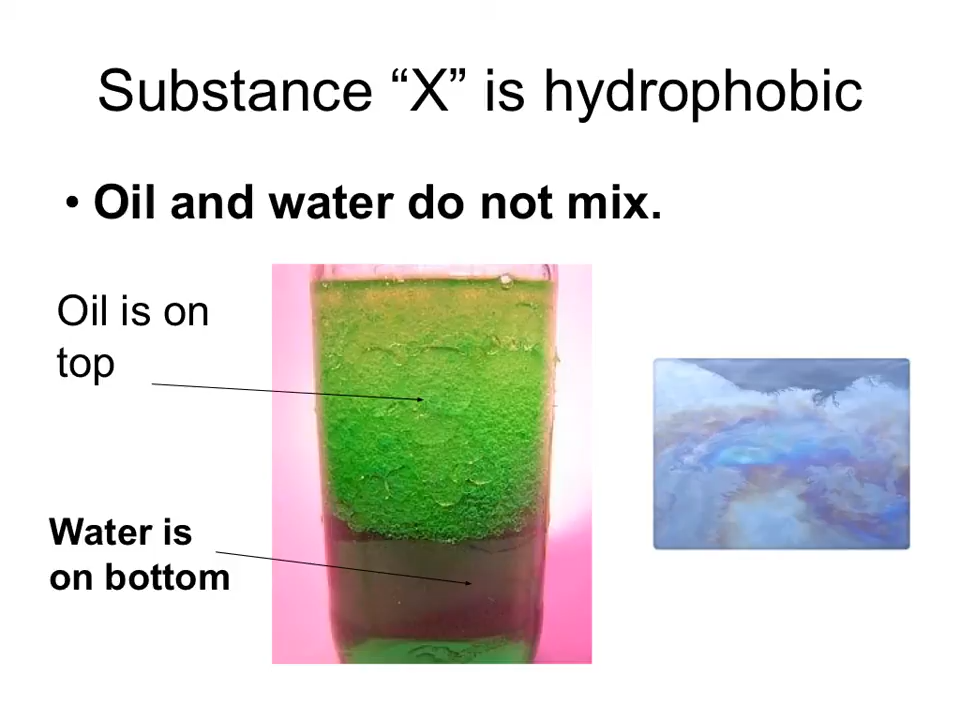 Substance “X” is hydrophobic
• Oil and water do not mix.
Oil is on
top
Water is
on bottom